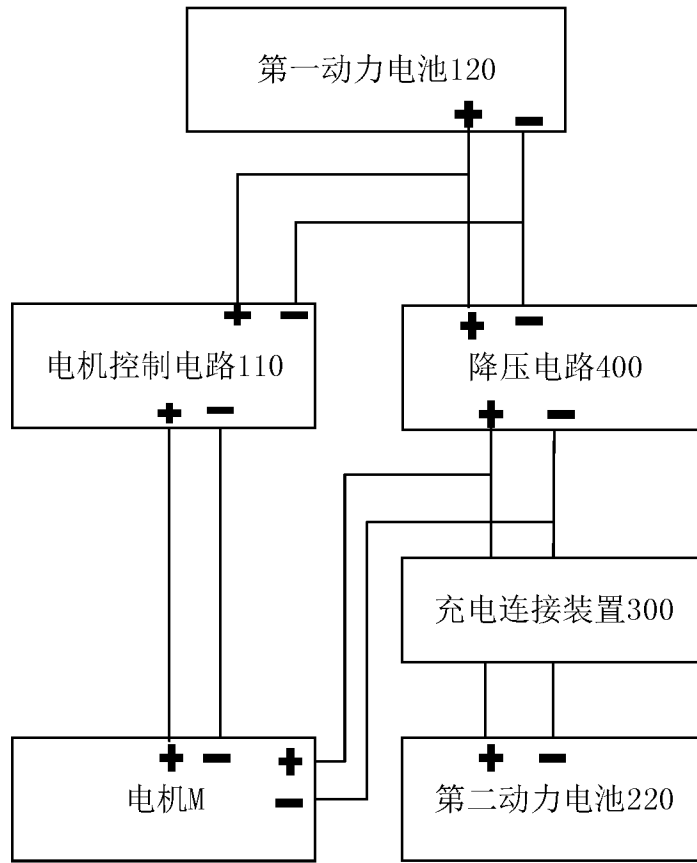 第一动力电池120
+ −
+ −
电机控制电路110
+ −
+ −
降压电路400
+ −
充电连接装置300
+ −
电机M
+
−
+ −
第二动力电池220